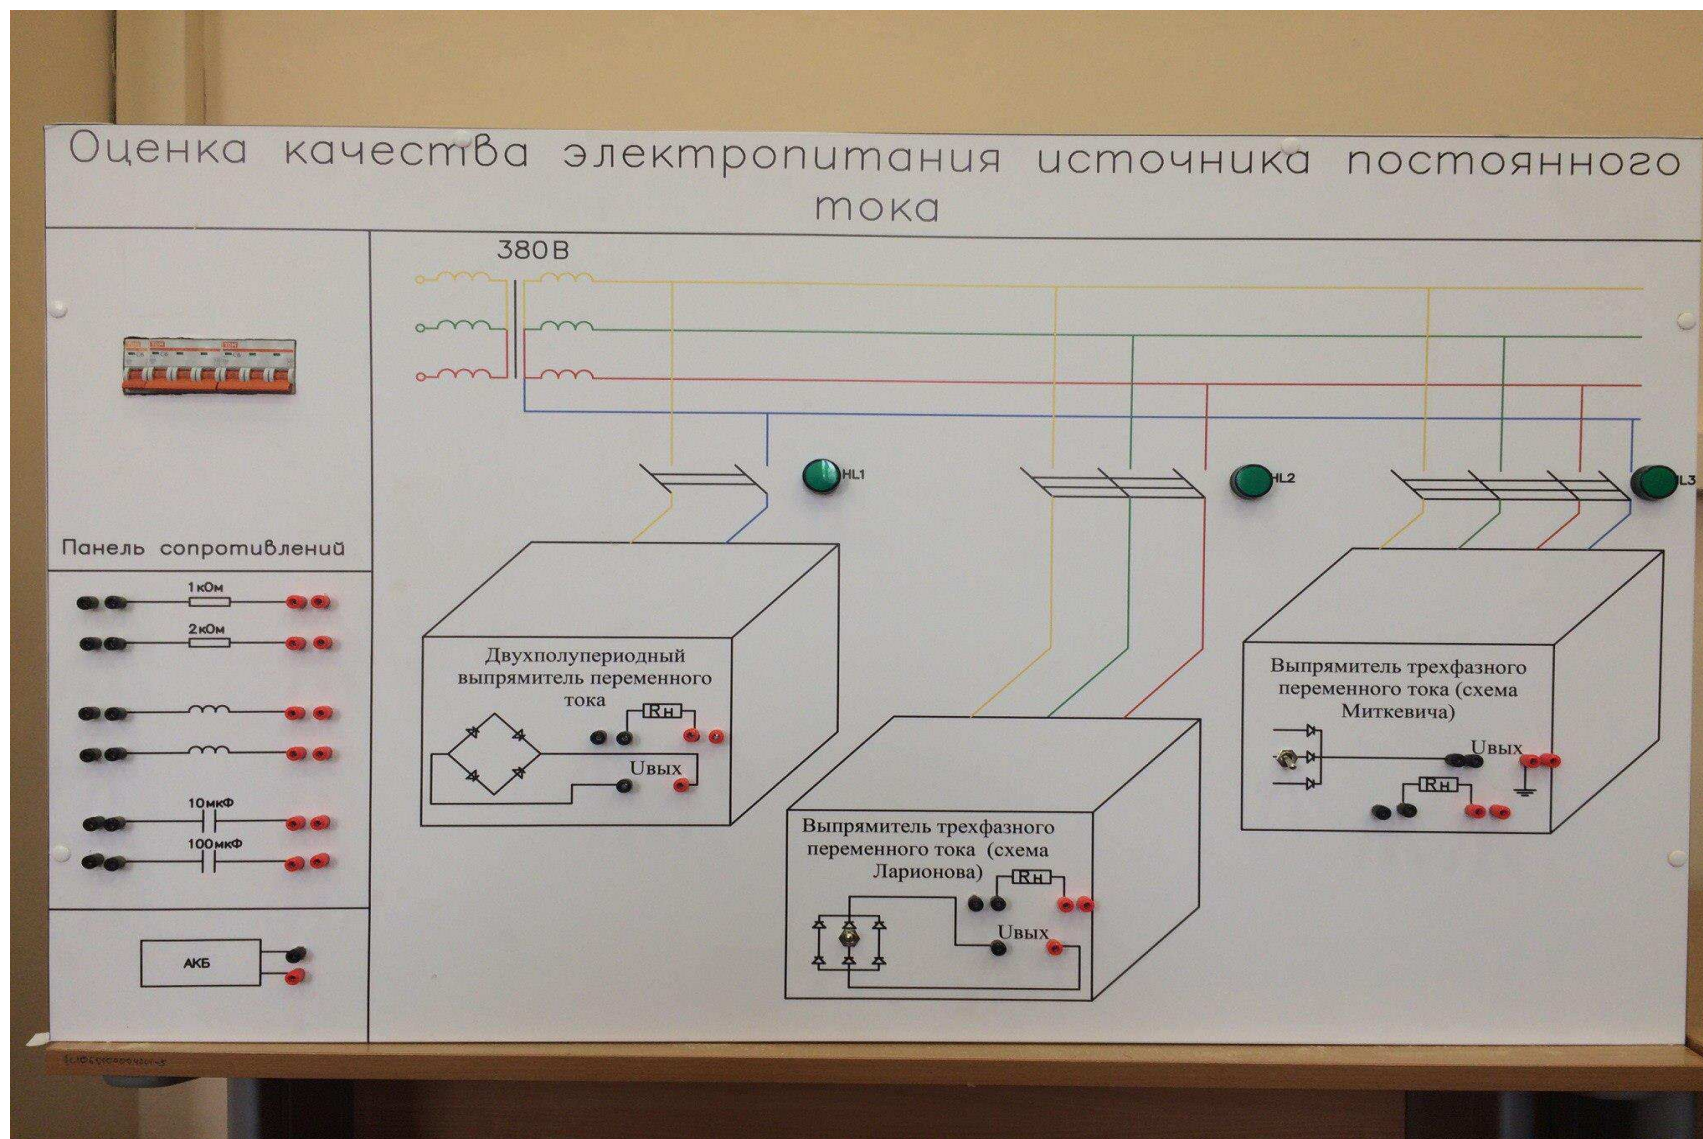 Оценка качества электропитания источника постоянного
тока
380В
HL1
HL2
L3
Панель сопротивлений
1кОм
2кОм
10мкФ
100мкФ
АКБ
Двухполупериодный
выпрямитель переменного
тока
Rн
Uвых
Выпрямитель трехфазного
переменного тока (схема
Ларионова)
Rн
Uвых
Выпрямитель трехфазного
переменного тока (схема
Миткевича)
Uвых
Rн